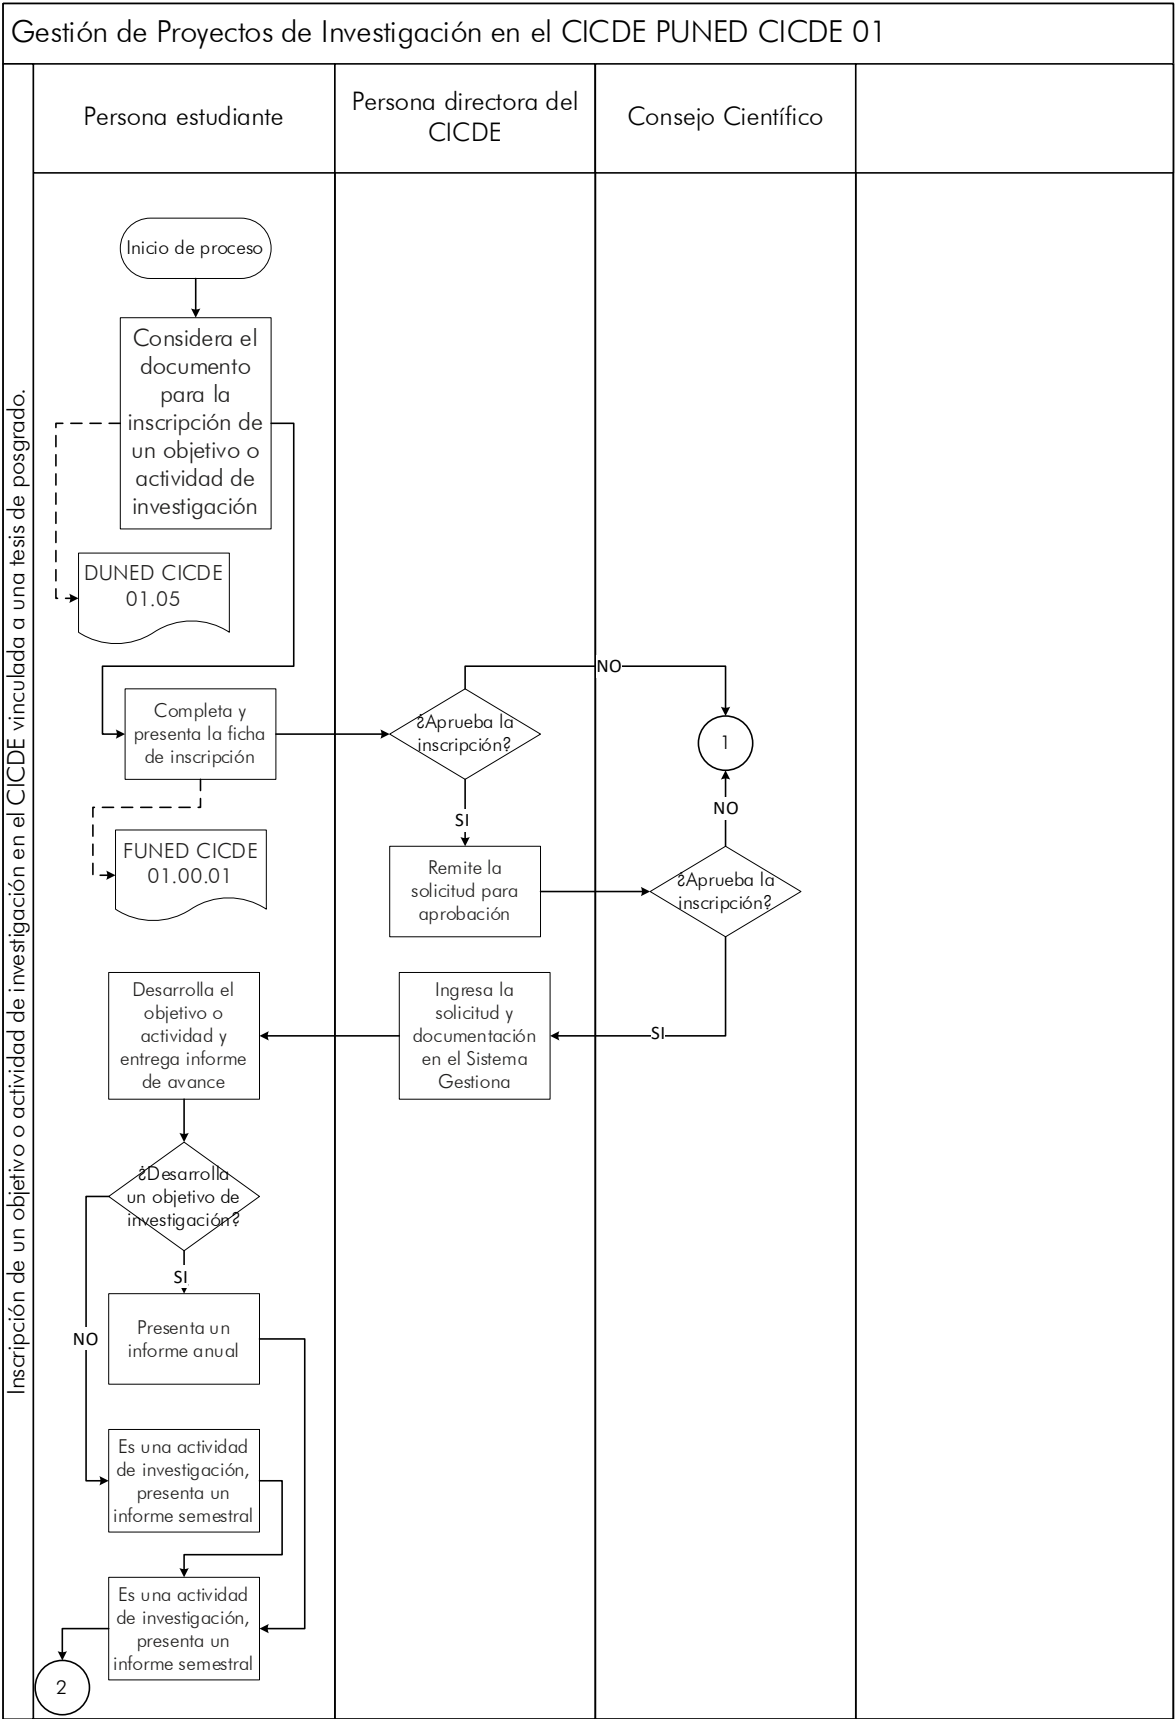 Gestión de Proyectos de Investigación en el CICDE PUNED CICDE 01
Persona estudiante
Persona directora del
CICDE
Consejo Científico
Inscripción de un objetivo o actividad de investigación en el CICDE vinculada a una tesis de posgrado.
Inicio de proceso
Considera el
documento
para la
inscripción de
un objetivo o
actividad de
investigación
DUNED CICDE
01.05
Completa y
presenta la ficha
de inscripción
FUNED CICDE
01.00.01
¿Aprueba la
inscripción?
NO
1
SI
Remite la
solicitud para
aprobación
¿Aprueba la
inscripción?
NO
SI
Ingresa la
solicitud y
documentación
en el Sistema
Gestiona
Desarrolla el
objetivo o
actividad y
entrega informe
de avance
¿Desarrolla
un objetivo de
investigación?
SI
NO
Presenta un
informe anual
Es una actividad
de investigación,
presenta un
informe semestral
Es una actividad
de investigación,
presenta un
informe semestral
2